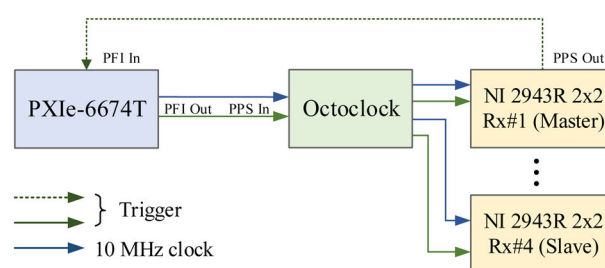 PFI In
PPS Out
PXIe-6674T
PFI Out
PPS In
Octoclock
NI 2943R 2x2
Rx#1 (Master)
NI 2943R 2x2
Rx#4 (Slave)
Trigger
10 MHz clock